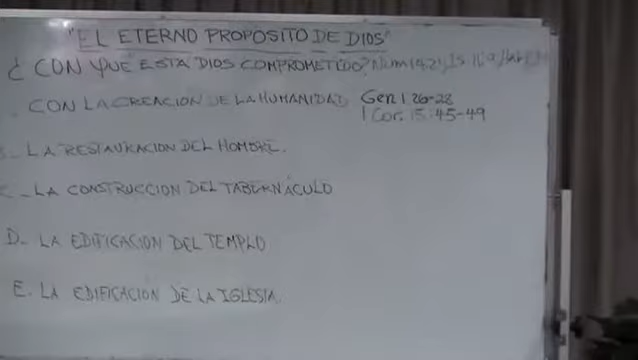 "EL ETERNO PROPOSITO DE DIOS"
¿CON QUÉ ESTA DIOS COMPROMETIDO? Num 14:21, Is 11:9, Hab
CON LA CREACION DE LA HUMANIDAD Gen 1:26-28
1 Cor. 15:45-49
LA RESTAURACION DEL HOMBRE.
C._ LA CONSTRUCCION DEL TABERNÁCULO
D._ LA EDIFICACION DEL TEMPLO
E. LA EDIFICACION DE LA IGLESIA.